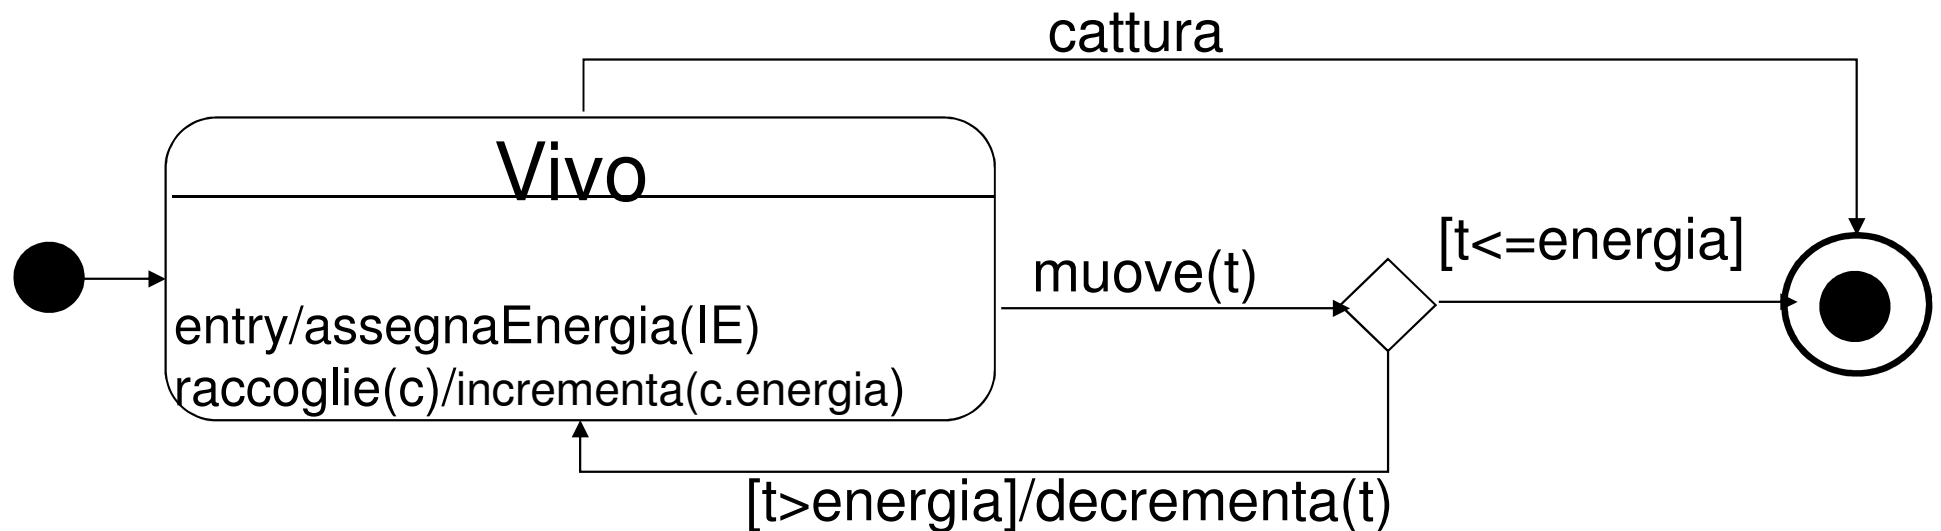 cattura
Vivo
[t<=energia]
muove(t)
entry/assegnaEnergia(IE)
raccoglie(c)/incrementa(c.energia)
[t>energia]/decrementa(t)